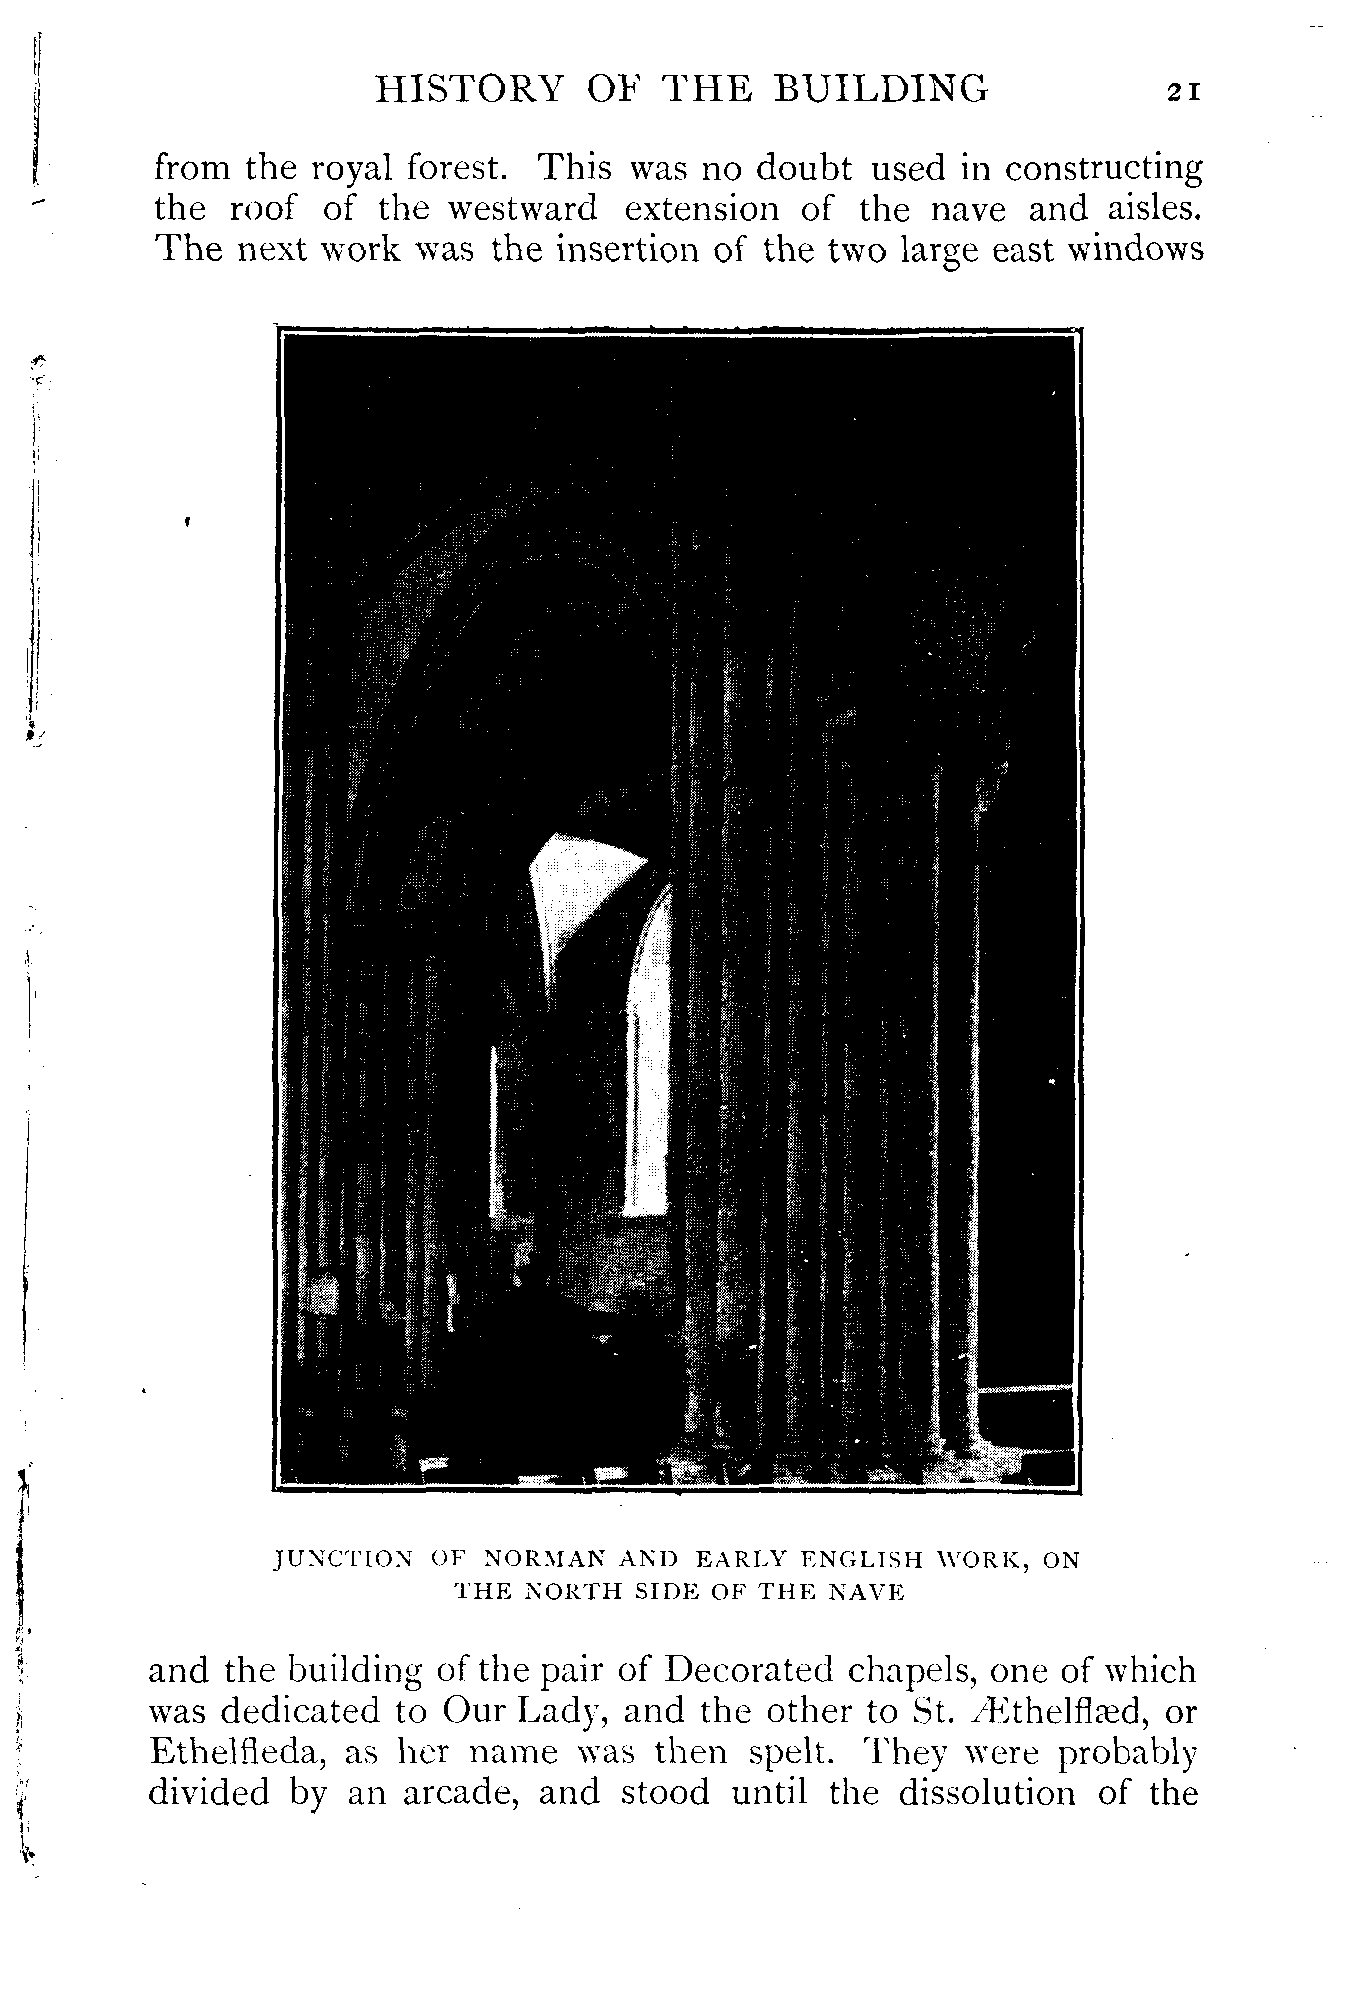 HISTORY OF THE BUILDING 21
from the royal forest. This was no doubt used in constructing
the roof of the westward extension of the nave and aisles.
The next work was the insertion of the two large east windows
JUNCTION OF NORMAN AND EARLY ENGLISH WORK, ON
THE NORTH SIDE OF THE NAVE
and the building of the pair of Decorated chapels, one of which
was dedicated to Our Lady, and the other to St. Æthelflæd, or
Ethelfleda, as her name was then spelt. They were probably
divided by an arcade, and stood until the dissolution of the